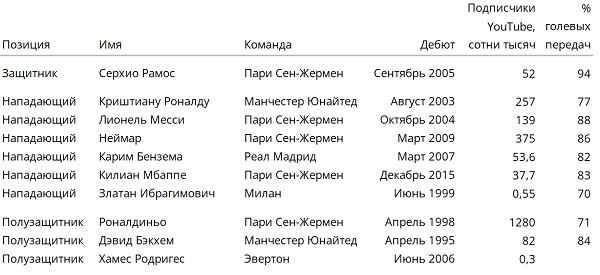 Подписчики %
YouTube, голевых
Позиция Имя Команда Дебют сотни тысяч передач
Защитник Серхио Рамос Пари Сен-Жермен Сентябрь 2005 52 94
Нападающий Криштиану Роналду Манчестер Юнайтед Август 2003 257 77
Нападающий Лионель Месси Пари Сен-Жермен Октябрь 2004 139 88
Нападающий Неймар Пари Сен-Жермен Март 2009 375 86
Нападающий Карим Бензема Реал Мадрид Март 2007 53,6 82
Нападающий Килиан Мбаппе Пари Сен-Жермен Декабрь 2015 37,7 83
Нападающий Златан Ибрагимович Милан Июнь 1999 0,55 70
Полузащитник Роналдиньо Пари Сен-Жермен Апрель 1998 1280 71
Полузащитник Дэвид Бэкхем Манчестер Юнайтед Апрель 1995 82 84
Полузащитник Хамес Родригес Эвертон Июнь 2006 0,3